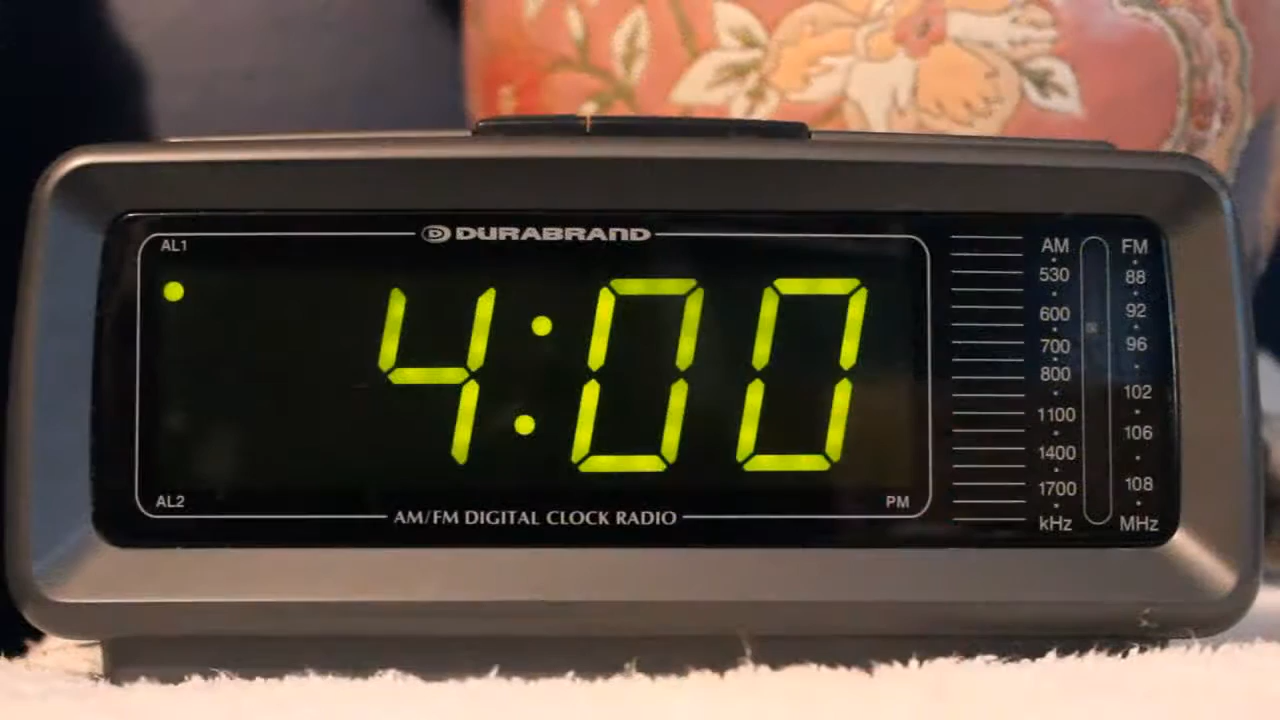 DURABRAND
AL1
4:00
AL2
PM
AM/FM DIGITAL CLOCK RADIO
AM FM
530 88
600 92
700 96
800
102
1100
106
1400
108
1700
kHz MHz